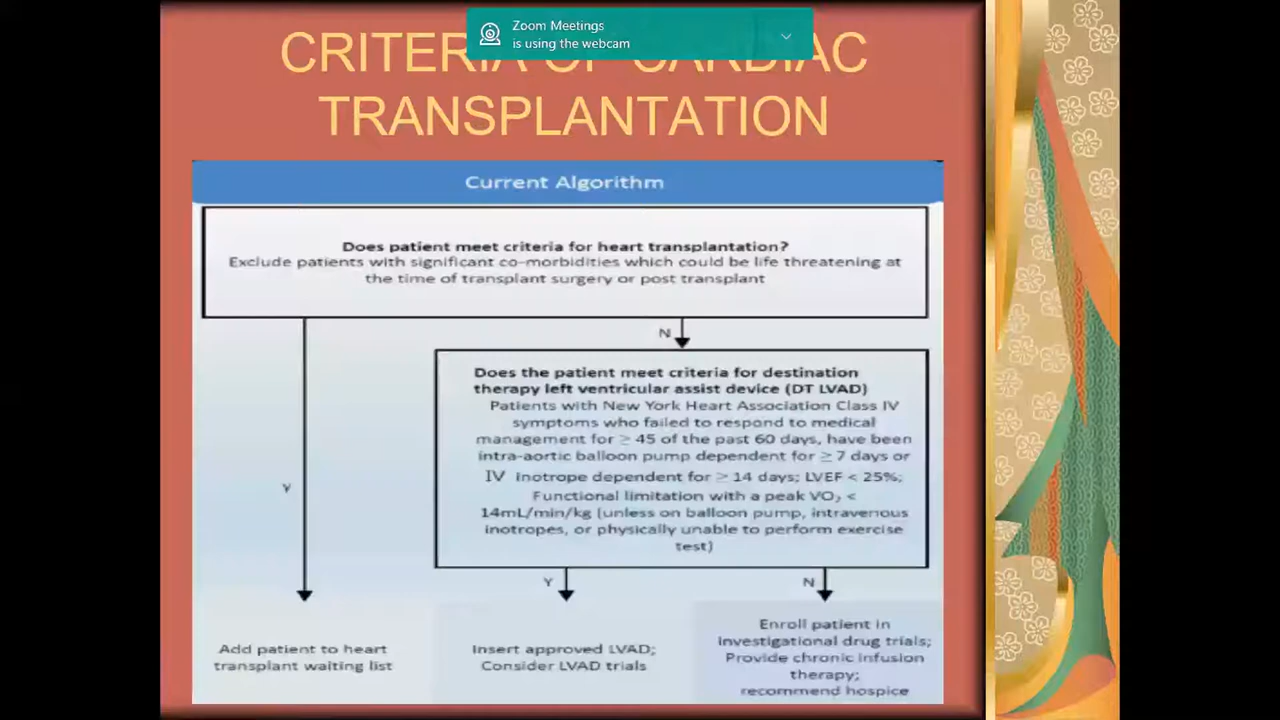 Zoom Meetings
is using the webcam
CRITERIA OF CARDIAC
TRANSPLANTATION
Current Algorithm
Does patient meet criteria for heart transplantation?
Exclude patients with significant co-morbidities which could be life threatening at
the time of transplant surgery or post transplant
N
Does the patient meet criteria for destination
therapy left ventricular assist device (DT LVAD)
Patients with New York Heart Association Class IV
symptoms who failed to respond to medical
management for ≥ 45 of the past 60 days, have been
intra-aortic balloon pump dependent for ≥ 7 days or
IV inotrope dependent for ≥ 14 days; LVEF < 25%;
Functional limitation with a peak VO₂ <
14mL/min/kg (unless on balloon pump, intravenous
inotropes, or physically unable to perform exercise
test)
Y
Y
N
Add patient to heart
transplant waiting list
Insert approved LVAD;
Consider LVAD trials
Enroll patient in
investigational drug trials;
Provide chronic infusion
therapy;
recommend hospice